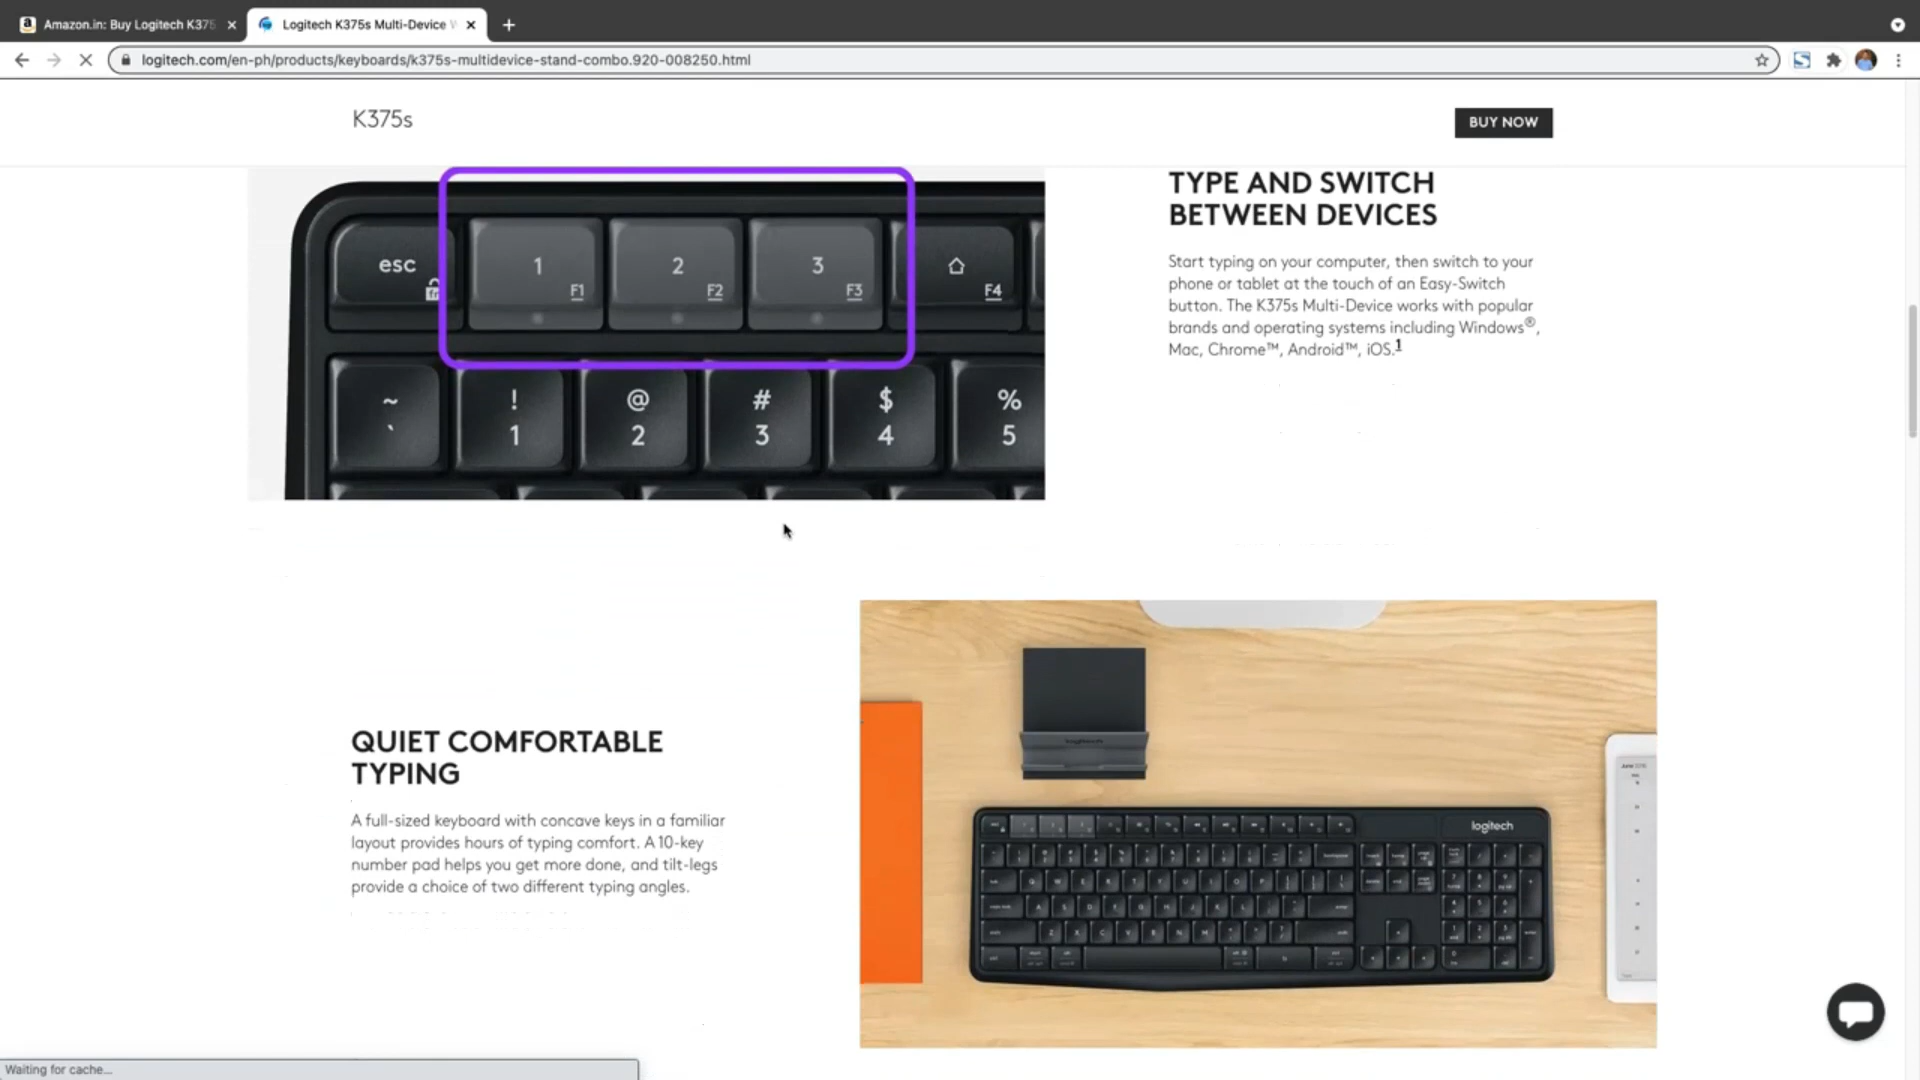 Amazon.in: Buy Logitech K375
Logitech K375s Multi-Device
logitech.com/en-ph/products/keyboards/k375s-multidevice-stand-combo.920-008250.html
K375s
BUY NOW
esc
1 F1
2 F2
3 F3
F4
~ `
! 1
@ 2
# 3
$ 4
% 5
TYPE AND SWITCH
BETWEEN DEVICES
Start typing on your computer, then switch to your
phone or tablet at the touch of an Easy-Switch
button. The K375s Multi-Device works with popular
brands and operating systems including Windows®,
Mac, Chrome™, Android™, iOS.1
QUIET COMFORTABLE
TYPING
A full-sized keyboard with concave keys in a familiar
layout provides hours of typing comfort. A 10-key
number pad helps you get more done, and tilt-legs
provide a choice of two different typing angles.
logitech
logitech
Waiting for cache...